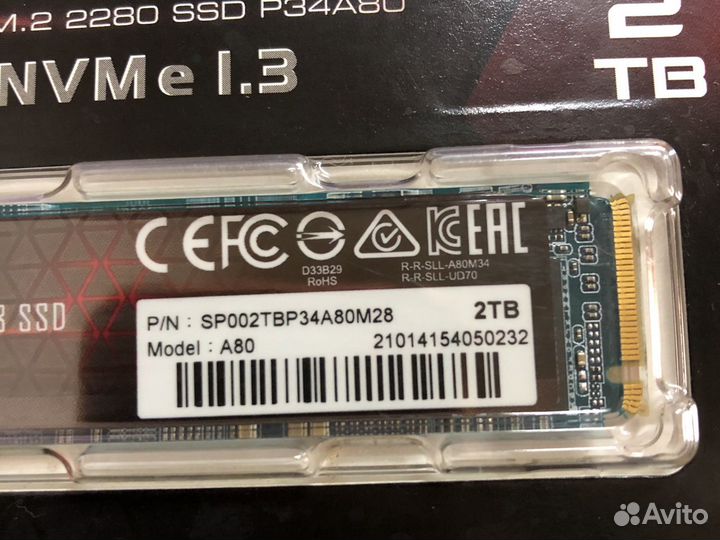 M.2 2280 SSD P34A80
2
NVMe 1.3
TB
CE FC KC EAC
D33B29
RoHS
R-R-SLL-A80M34
R-R-SLL-UD70
SSD
P/N : SP002TBP34A80M28 2TB
Model : A80 21014154050232
Avito